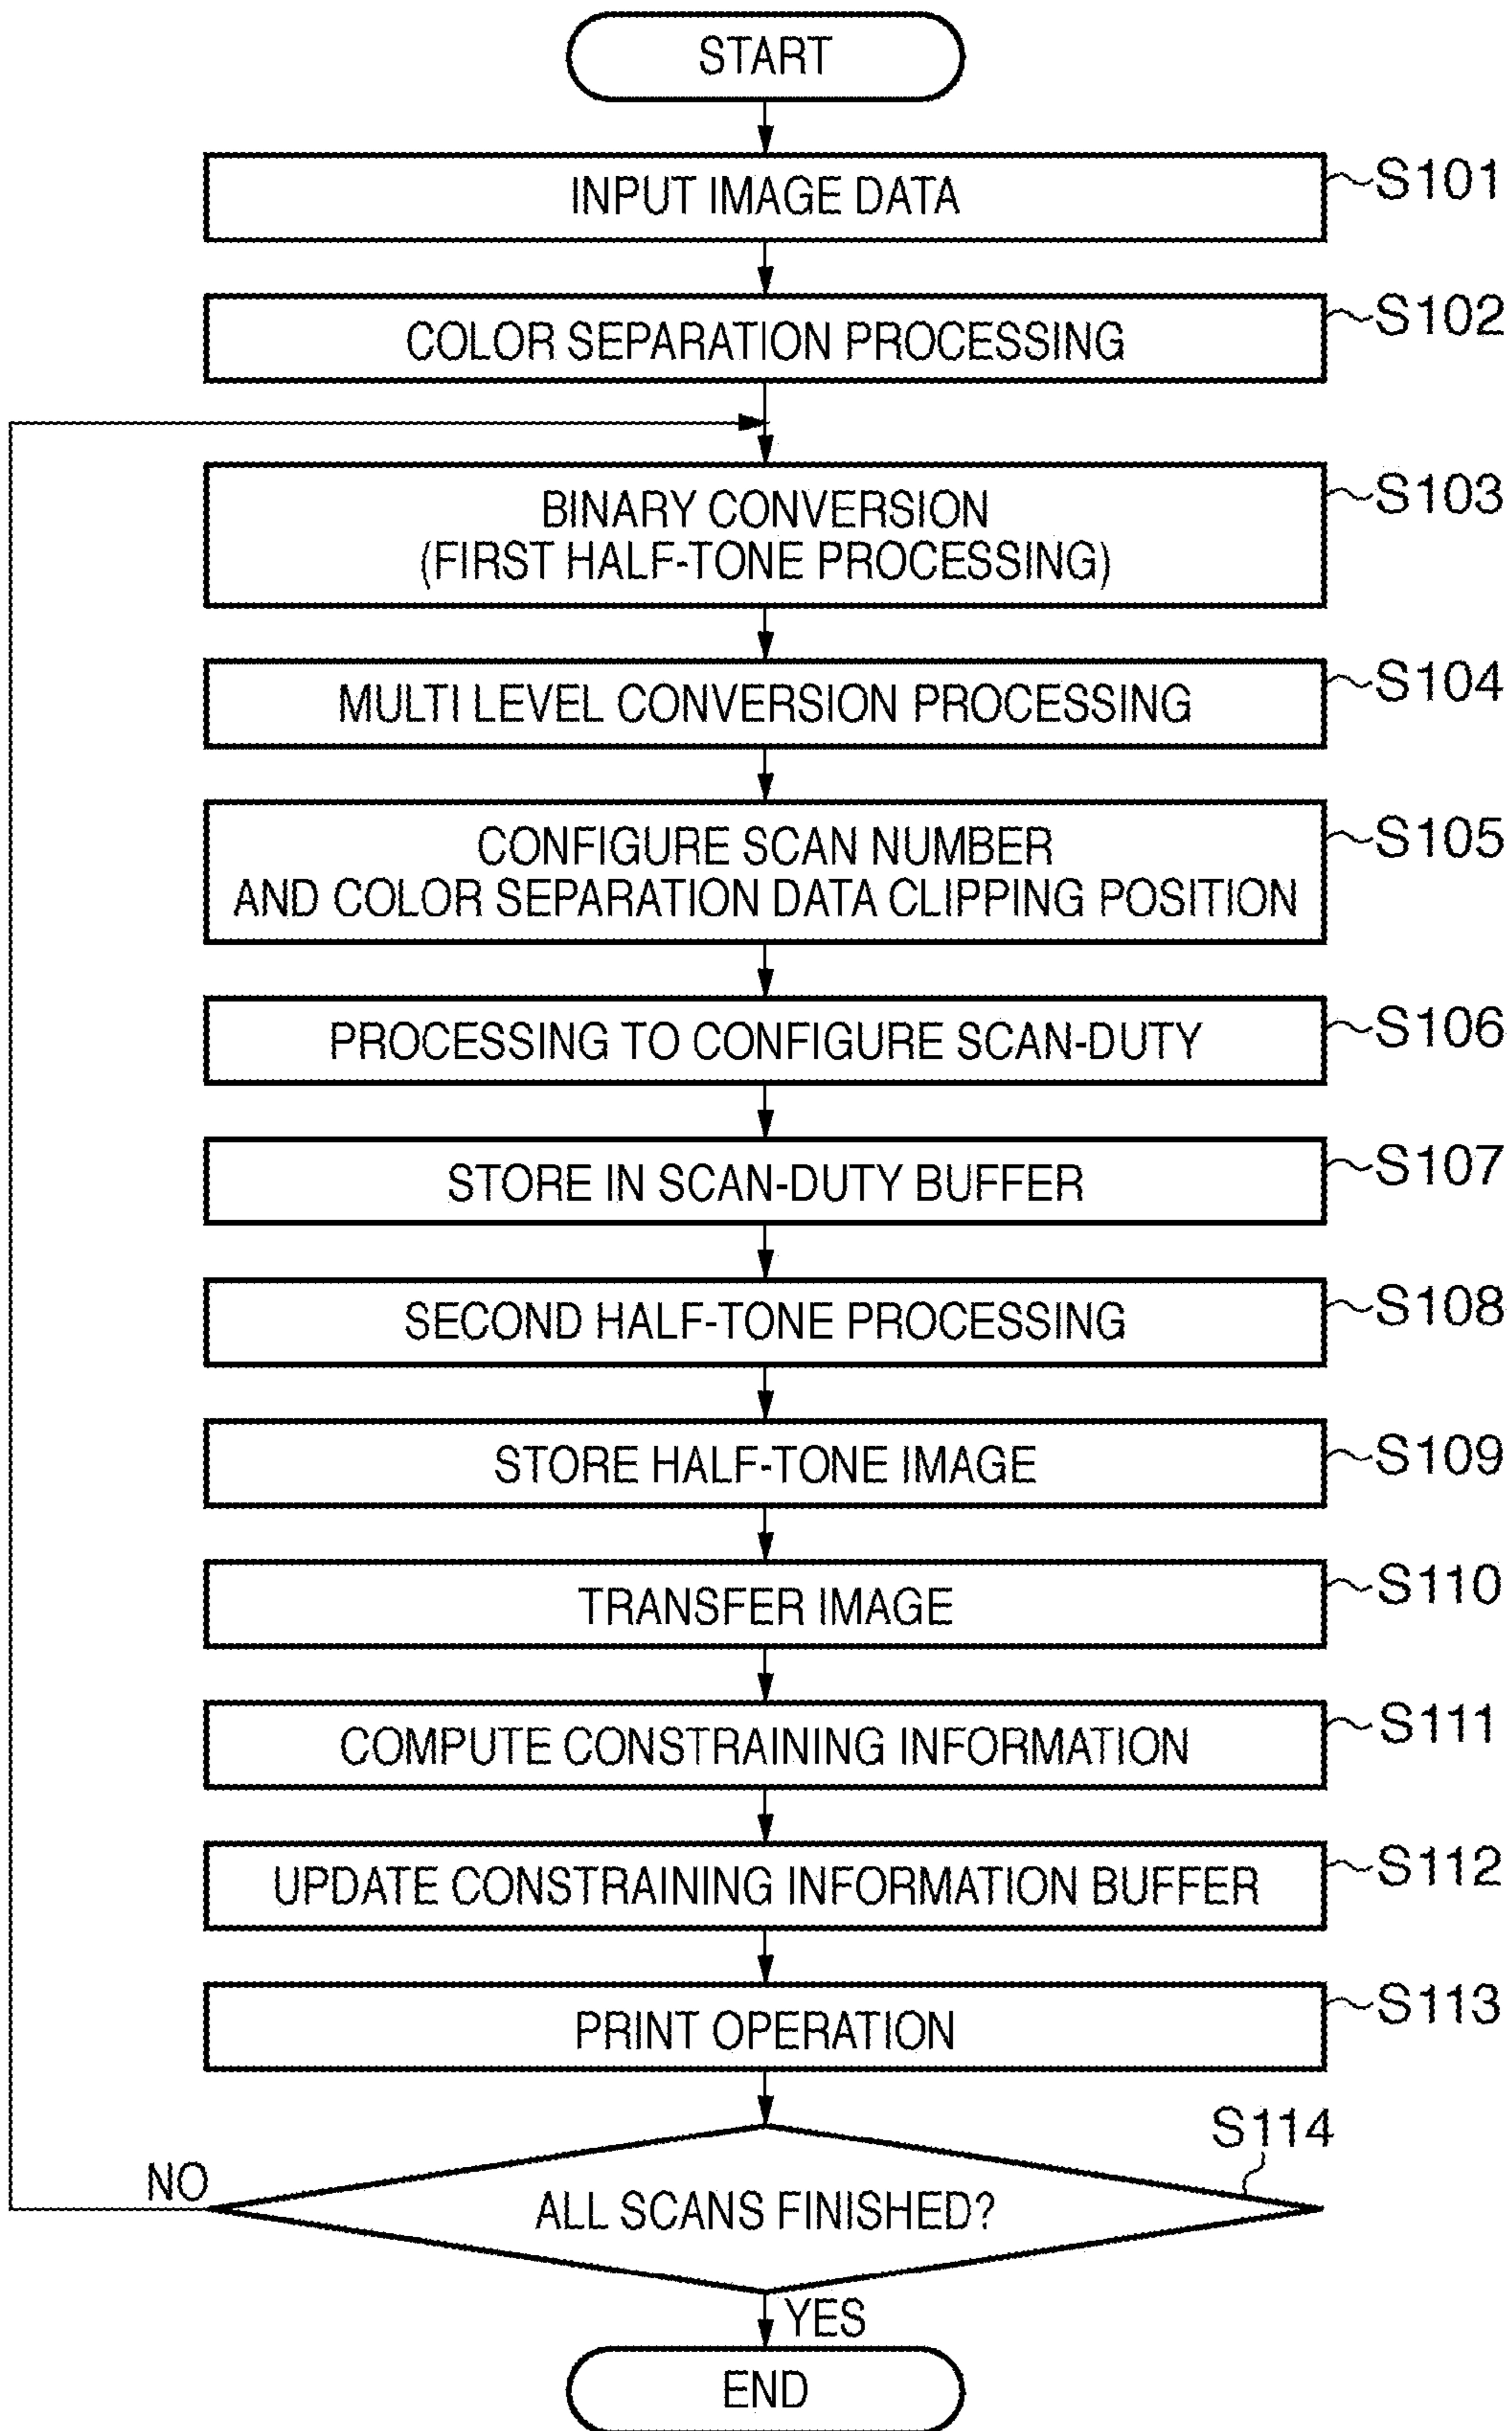 START
INPUT IMAGE DATA
S101
COLOR SEPARATION PROCESSING
S102
BINARY CONVERSION
(FIRST HALF-TONE PROCESSING)
S103
MULTI LEVEL CONVERSION PROCESSING
S104
CONFIGURE SCAN NUMBER
AND COLOR SEPARATION DATA CLIPPING POSITION
S105
PROCESSING TO CONFIGURE SCAN-DUTY
S106
STORE IN SCAN-DUTY BUFFER
S107
SECOND HALF-TONE PROCESSING
S108
STORE HALF-TONE IMAGE
S109
TRANSFER IMAGE
S110
COMPUTE CONSTRAINING INFORMATION
S111
UPDATE CONSTRAINING INFORMATION BUFFER
S112
PRINT OPERATION
S113
S114
NO
ALL SCANS FINISHED?
YES
END